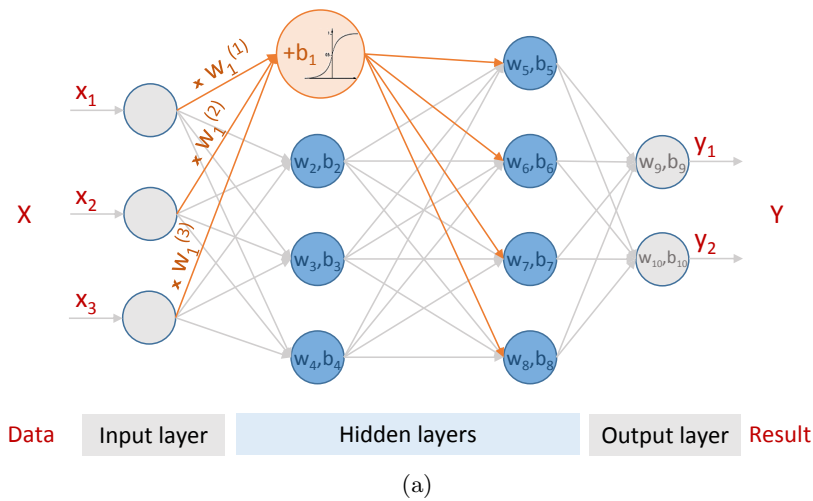 +b₁
× W₁⁽¹⁾
× W₁⁽²⁾
× W₁⁽³⁾
x₁
x₂
x₃
X
w₂,b₂
w₃,b₃
w₄,b₄
w₅,b₅
w₆,b₆
w₇,b₇
w₈,b₈
w₉,b₉
w₁₀,b₁₀
y₁
y₂
Y
Data Input layer Hidden layers Output layer Result
(a)